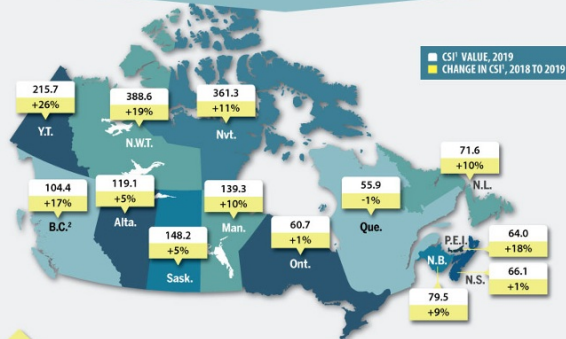 CSI¹ VALUE, 2019
CHANGE IN CSI¹, 2018 TO 2019
215.7
+26%
Y.T.
388.6
+19%
N.W.T.
361.3
+11%
Nvt.
71.6
+10%
N.L.
104.4
+17%
B.C.²
119.1
+5%
Alta.
148.2
+5%
Sask.
139.3
+10%
Man.
60.7
+1%
Ont.
55.9
-1%
Que.
64.0
+18%
P.E.I.
N.B.
79.5
+9%
N.S.
66.1
+1%